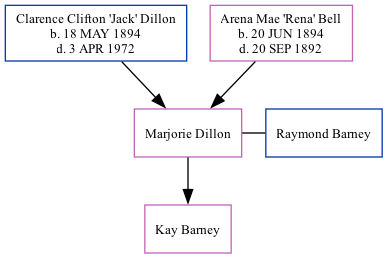 Clarence Clifton 'Jack' Dillon
b. 18 MAY 1894
d. 3 APR 1972
Arena Mae 'Rena' Bell
b. 20 JUN 1894
d. 20 SEP 1892
Marjorie Dillon
Raymond Barney
Kay Barney